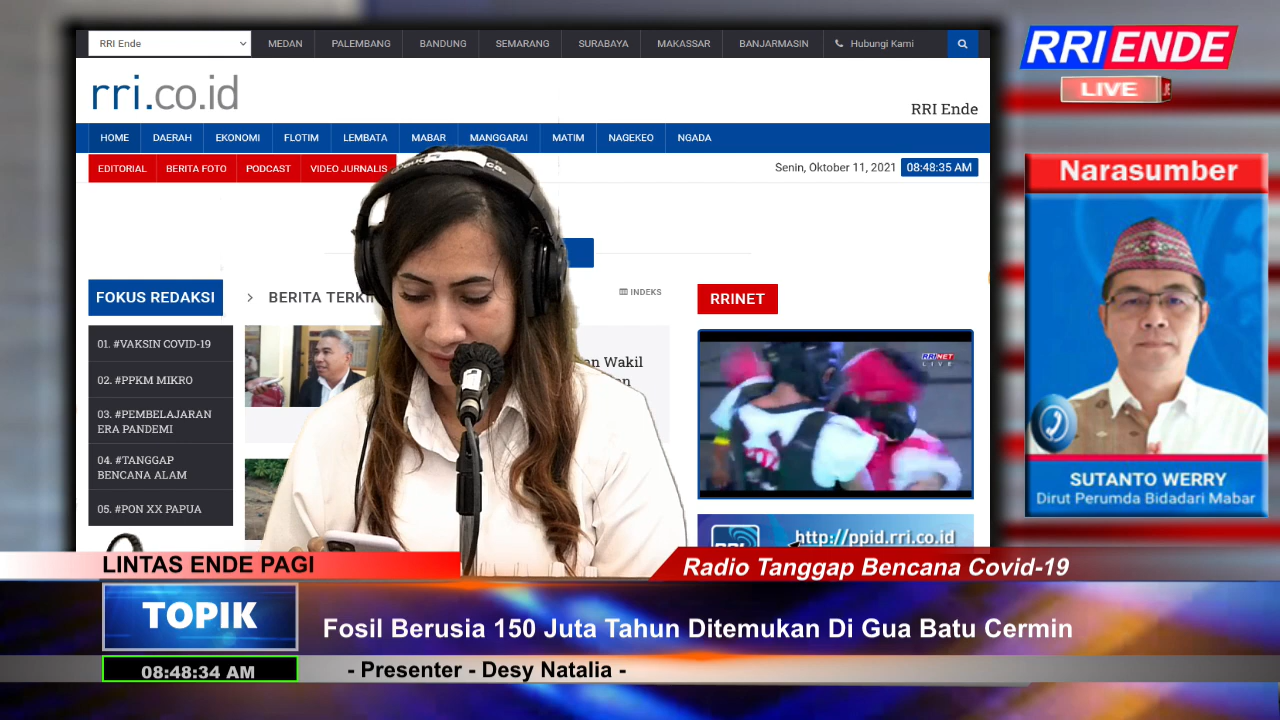 RRI Ende
MEDAN
PALEMBANG
BANDUNG
SEMARANG
SURABAYA
MAKASSAR
BANJARMASIN
Hubungi Kami
rri.co.id
RRI Ende
HOME
DAERAH
EKONOMI
FLOTIM
LEMBATA
MABAR
MANGGARAI
MATIM
NAGEKEO
NGADA
EDITORIAL
BERITA FOTO
PODCAST
VIDEO JURNALIS
Senin, Oktober 11, 2021
08:48:35 AM
FOKUS REDAKSI
01. #VAKSIN COVID-19
02. #PPKM MIKRO
03. #PEMBELAJARAN
ERA PANDEMI
04. #TANGGAP
BENCANA ALAM
05. #PON XX PAPUA
INDEKS
Wakil
RRINET
RRINET
LIVE
http://ppid.rri.co.id
RRI ENDE
LIVE
Narasumber
SUTANTO WERRY
Dirut Perumda Bidadari Mabar
LINTAS ENDE PAGI
Radio Tanggap Bencana Covid-19
TOPIK
Fosil Berusia 150 Juta Tahun Ditemukan Di Gua Batu Cermin
08:48:34 AM
- Presenter - Desy Natalia -